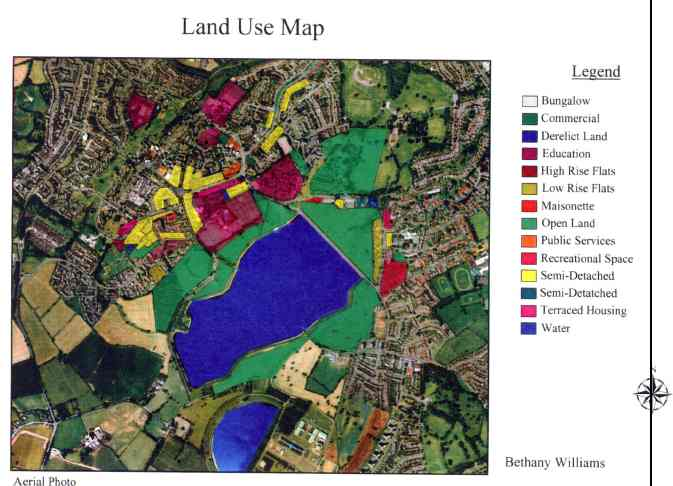 Land Use Map
Legend
Bungalow
Commercial
Derelict Land
Education
High Rise Flats
Low Rise Flats
Maisonette
Open Land
Public Services
Recreational Space
Semi-Detached
Semi-Detatched
Terraced Housing
Water
Bethany Williams
Aerial Photo